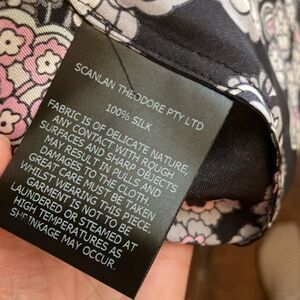 SCANLAN THEODORE PTY LTD
100% SILK
FABRIC IS OF DELICATE NATURE,
ANY CONTACT WITH ROUGH
SURFACES AND SHARP OBJECTS
MAY RESULT IN PULLS AND
DAMAGED TO THE CLOTH.
GREAT CARE MUST BE TAKEN
WHILST WEARING THIS PIECE.
GARMENT IS NOT TO BE
LAUNDERED OR STEAMED AT
HIGH TEMPERATURES AS
SHRINKAGE MAY OCCUR.